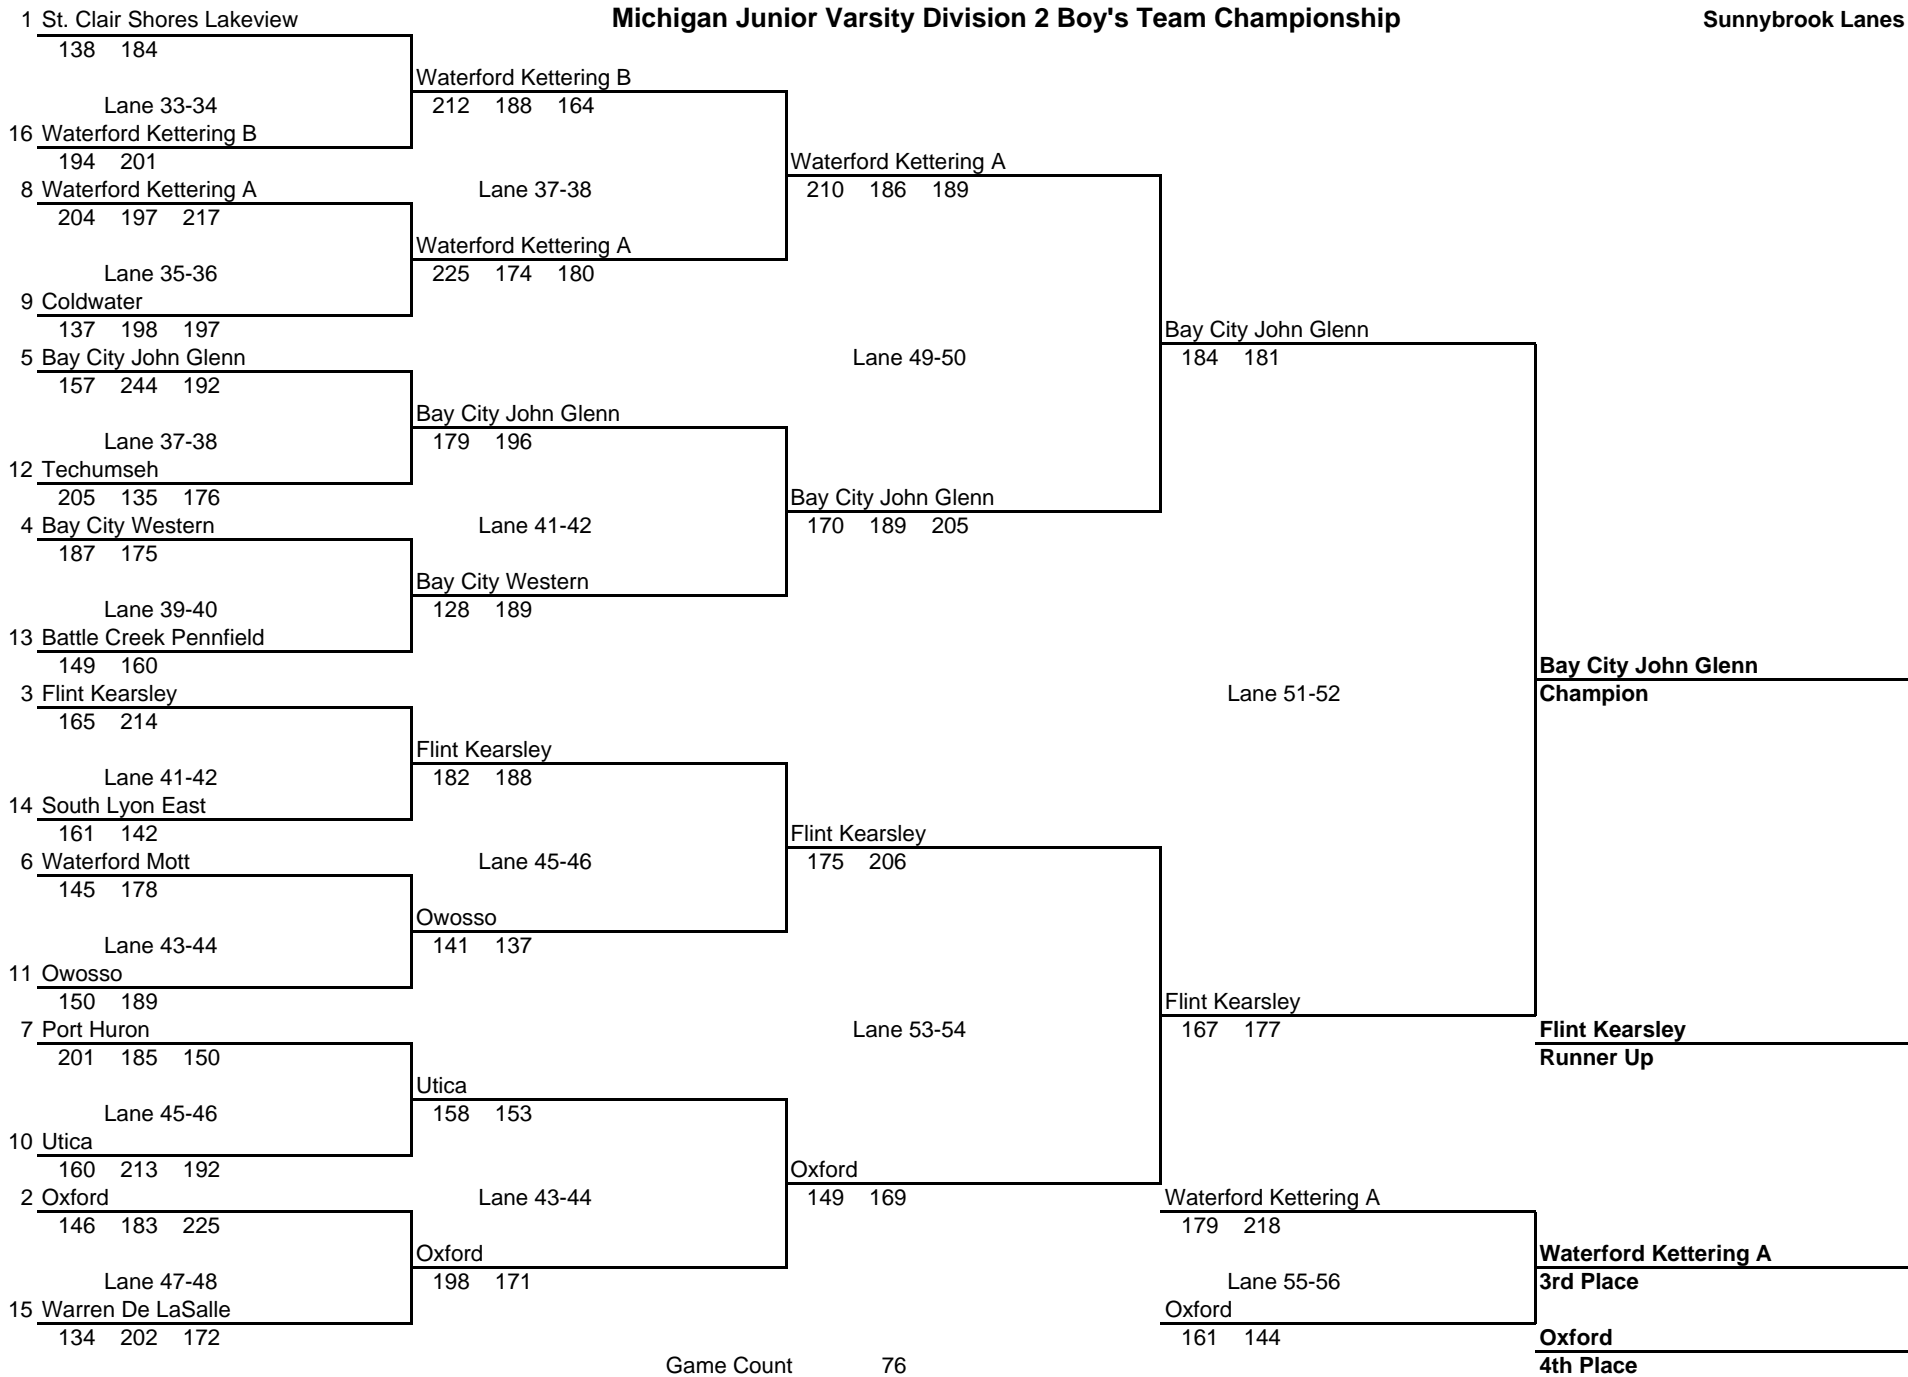 1 St. Clair Shores Lakeview Michigan Junior Varsity Division 2 Boy's Team Championship Sunnybrook Lanes
138 184
Waterford Kettering B
Lane 33-34 212 188 164
16 Waterford Kettering B
194 201 Waterford Kettering A
8 Waterford Kettering A Lane 37-38 210 186 189
204 197 217
Waterford Kettering A
Lane 35-36 225 174 180
9 Coldwater
137 198 197 Bay City John Glenn
5 Bay City John Glenn Lane 49-50 184 181
157 244 192
Bay City John Glenn
Lane 37-38 179 196
12 Techumseh
205 135 176 Bay City John Glenn
4 Bay City Western Lane 41-42 170 189 205
187 175
Bay City Western
Lane 39-40 128 189
13 Battle Creek Pennfield
149 160 Bay City John Glenn
3 Flint Kearsley Lane 51-52 Champion
165 214
Flint Kearsley
Lane 41-42 182 188
14 South Lyon East
161 142 Flint Kearsley
6 Waterford Mott Lane 45-46 175 206
145 178
Owosso
Lane 43-44 141 137
11 Owosso
150 189 Flint Kearsley
7 Port Huron Lane 53-54 167 177 Flint Kearsley
201 185 150 Runner Up
Utica
Lane 45-46 158 153
10 Utica
160 213 192 Oxford
2 Oxford Lane 43-44 149 169 Waterford Kettering A
146 183 225 179 218
Oxford Waterford Kettering A
Lane 47-48 198 171 Lane 55-56 3rd Place
15 Warren De LaSalle Oxford
134 202 172 161 144 Oxford
Game Count 76 4th Place